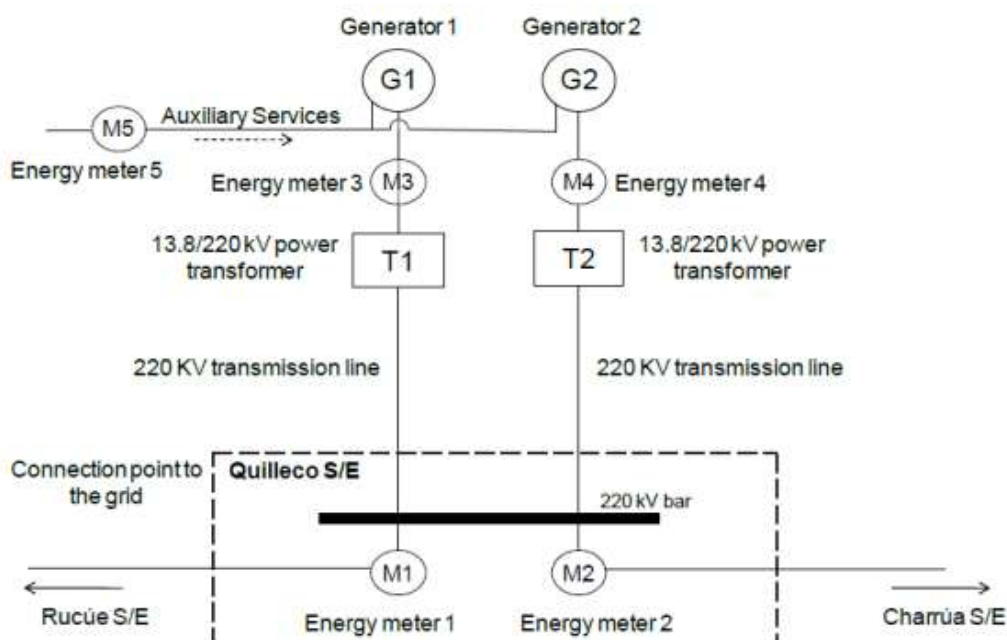 Generator 1
Generator 2
G1
G2
Auxiliary Services
M5
Energy meter 5
Energy meter 3
M3
M4
Energy meter 4
13.8/220 kV power
transformer
T1
T2
13.8/220 kV power
transformer
220 KV transmission line
220 KV transmission line
Connection point to
the grid
Quilleco S/E
220 kV bar
M1
M2
Rucúe S/E
Energy meter 1
Energy meter 2
Charrúa S/E